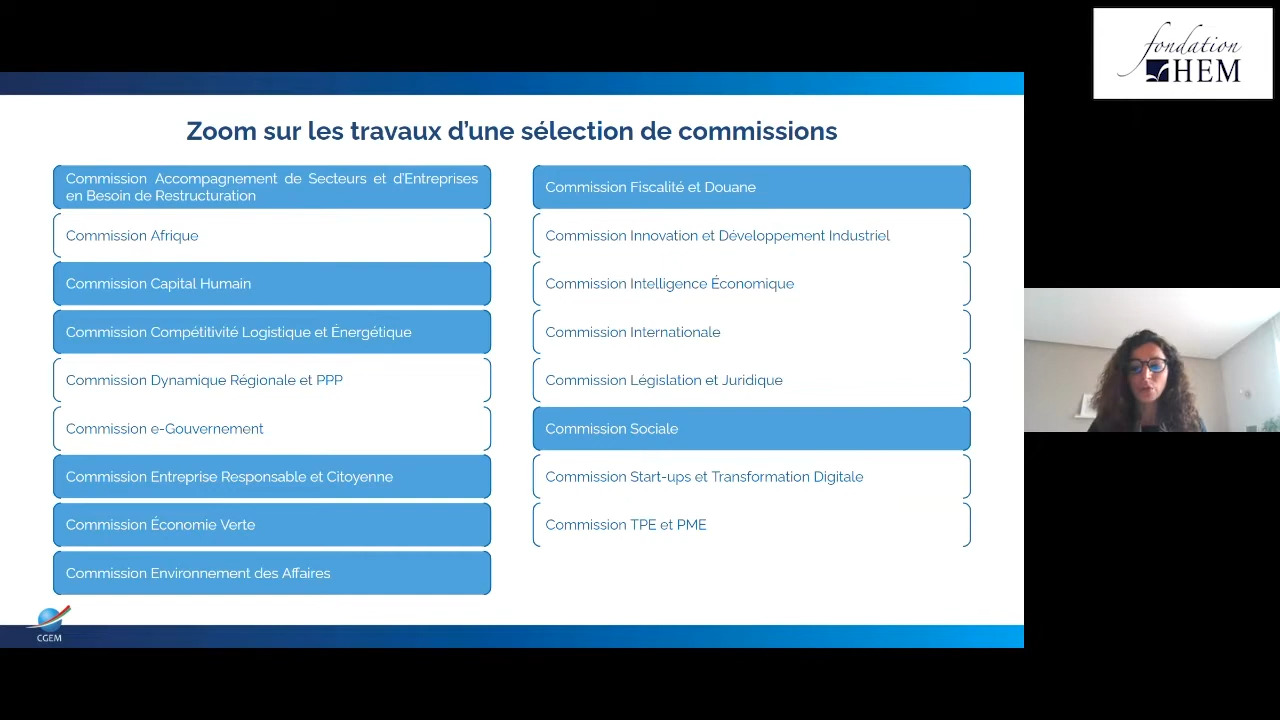 fondation
HEM
Zoom sur les travaux d'une sélection de commissions
Commission Accompagnement de Secteurs et d'Entreprises
en Besoin de Restructuration
Commission Afrique
Commission Capital Humain
Commission Compétitivité Logistique et Énergétique
Commission Dynamique Régionale et PPP
Commission e-Gouvernement
Commission Entreprise Responsable et Citoyenne
Commission Économie Verte
Commission Environnement des Affaires
Commission Fiscalité et Douane
Commission Innovation et Développement Industriel
Commission Intelligence Économique
Commission Internationale
Commission Législation et Juridique
Commission Sociale
Commission Start-ups et Transformation Digitale
Commission TPE et PME
CGEM